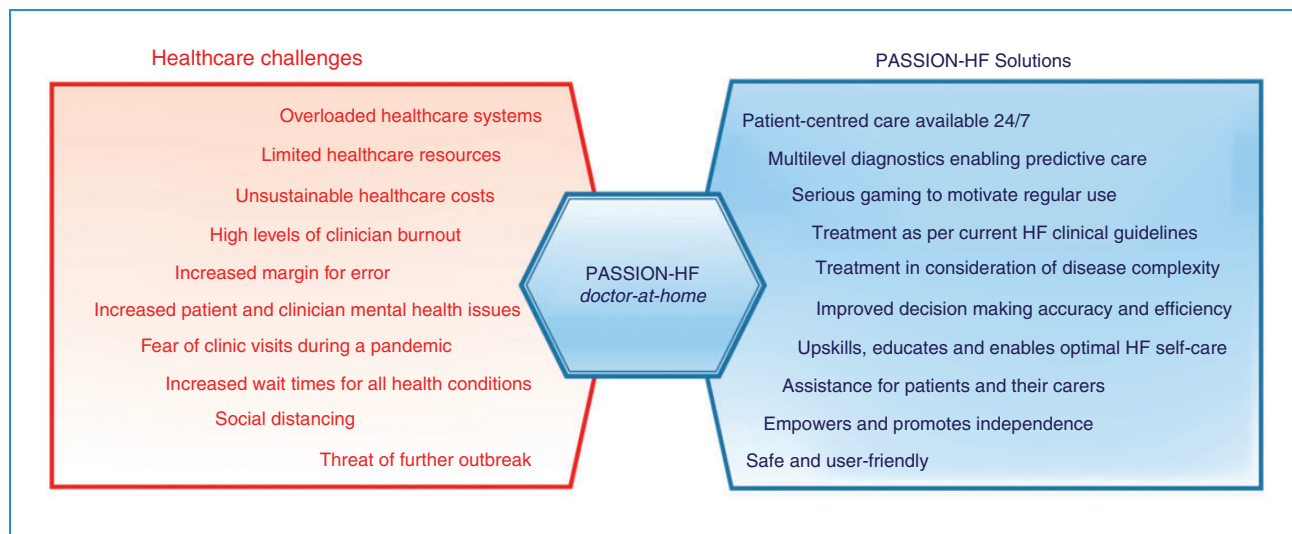 Healthcare challenges
Overloaded healthcare systems
Limited healthcare resources
Unsustainable healthcare costs
High levels of clinician burnout
Increased margin for error
Increased patient and clinician mental health issues
Fear of clinic visits during a pandemic
Increased wait times for all health conditions
Social distancing
Threat of further outbreak
PASSION-HF
doctor-at-home
PASSION-HF Solutions
Patient-centred care available 24/7
Multilevel diagnostics enabling predictive care
Serious gaming to motivate regular use
Treatment as per current HF clinical guidelines
Treatment in consideration of disease complexity
Improved decision making accuracy and efficiency
Upskills, educates and enables optimal HF self-care
Assistance for patients and their carers
Empowers and promotes independence
Safe and user-friendly